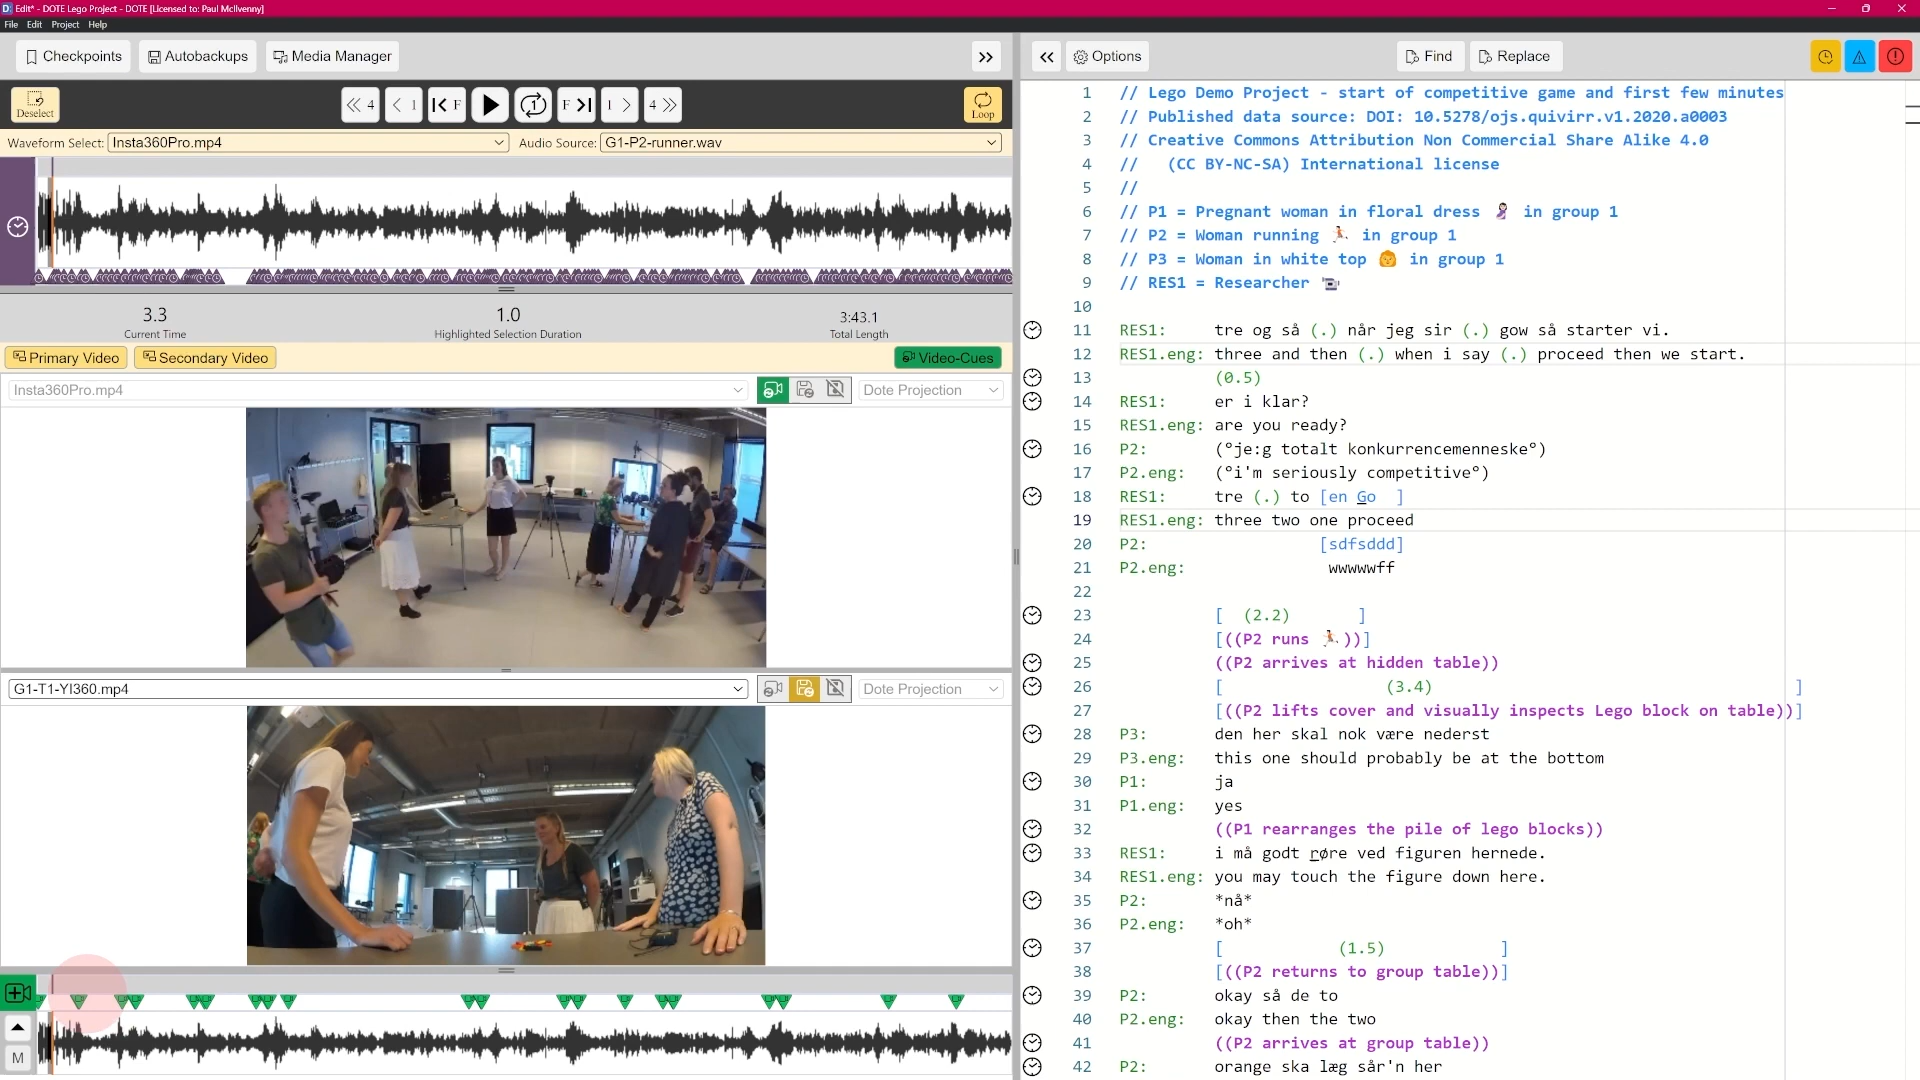 Edit* - DOTE Lego Project - DOTE [Licensed to: Paul McIlvenny]
File Edit Project Help
Checkpoints Autobackups Media Manager
Options Find Replace
Deselect 4 1 F 1 F 1 4 Loop
Waveform Select: Insta360Pro.mp4 Audio Source: G1-P2-runner.wav
3.3 1.0 3:43.1
Current Time Highlighted Selection Duration Total Length
Primary Video Secondary Video Video-Cues
Insta360Pro.mp4 Dote Projection
G1-T1-YI360.mp4 Dote Projection
M
1 // Lego Demo Project - start of competitive game and first few minutes
2 // Published data source: DOI: 10.5278/ojs.quivirr.v1.2020.a0003
3 // Creative Commons Attribution Non Commercial Share Alike 4.0
4 //   (CC BY-NC-SA) International license
5 //
6 // P1 = Pregnant woman in floral dress 🤰 in group 1
7 // P2 = Woman running 🏃 in group 1
8 // P3 = Woman in white top 🙆 in group 1
9 // RES1 = Researcher 🎥
10
11 RES1: tre og så (.) når jeg sir (.) gow så starter vi.
12 RES1.eng: three and then (.) when i say (.) proceed then we start.
13 (0.5)
14 RES1: er i klar?
15 RES1.eng: are you ready?
16 P2: (°je:g totalt konkurrencemenneske°)
17 P2.eng: (°i'm seriously competitive°)
18 RES1: tre (.) to [en Go  ]
19 RES1.eng: three two one proceed
20 P2: [sdfsddd]
21 P2.eng: wwwwwff
22
23 [  (2.2)       ]
24 [((P2 runs 🏃))]
25 ((P2 arrives at hidden table))
26 [                 (3.4)                                      ]
27 [((P2 lifts cover and visually inspects Lego block on table))]
28 P3: den her skal nok være nederst
29 P3.eng: this one should probably be at the bottom
30 P1: ja
31 P1.eng: yes
32 ((P1 rearranges the pile of lego blocks))
33 RES1: i må godt røre ved figuren hernede.
34 RES1.eng: you may touch the figure down here.
35 P2: *nå*
36 P2.eng: *oh*
37 [            (1.5)            ]
38 [((P2 returns to group table))]
39 P2: okay så de to
40 P2.eng: okay then the two
41 ((P2 arrives at group table))
42 P2: orange ska læg sår'n her